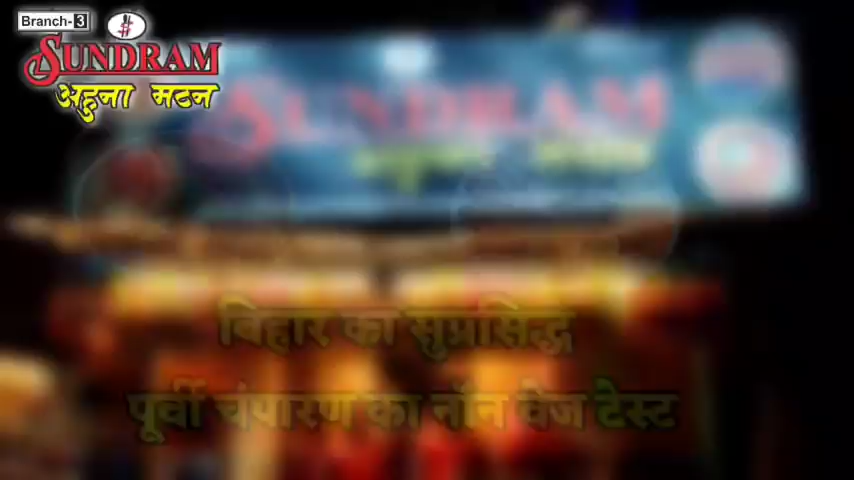 Branch-3
#
SUNDRAM
अहुना मटन
SUNDRAM
बिहार का सुप्रसिद्ध
पूर्वी चंपारण का नॉन वेज टेस्ट